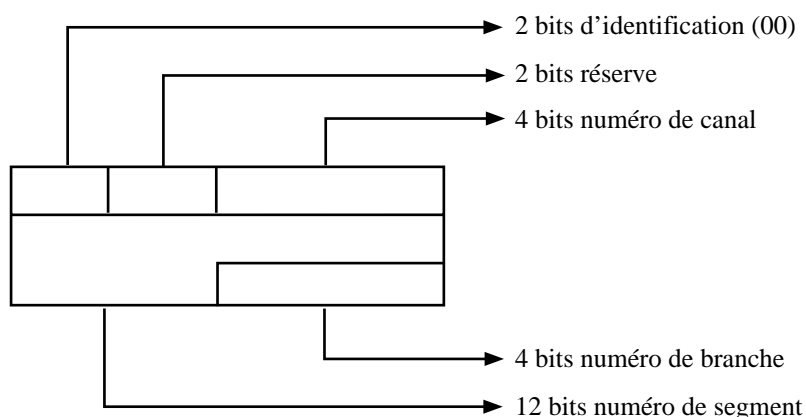 2 bits d’identification (00)
2 bits réserve
4 bits numéro de canal
4 bits numéro de branche
12 bits numéro de segment